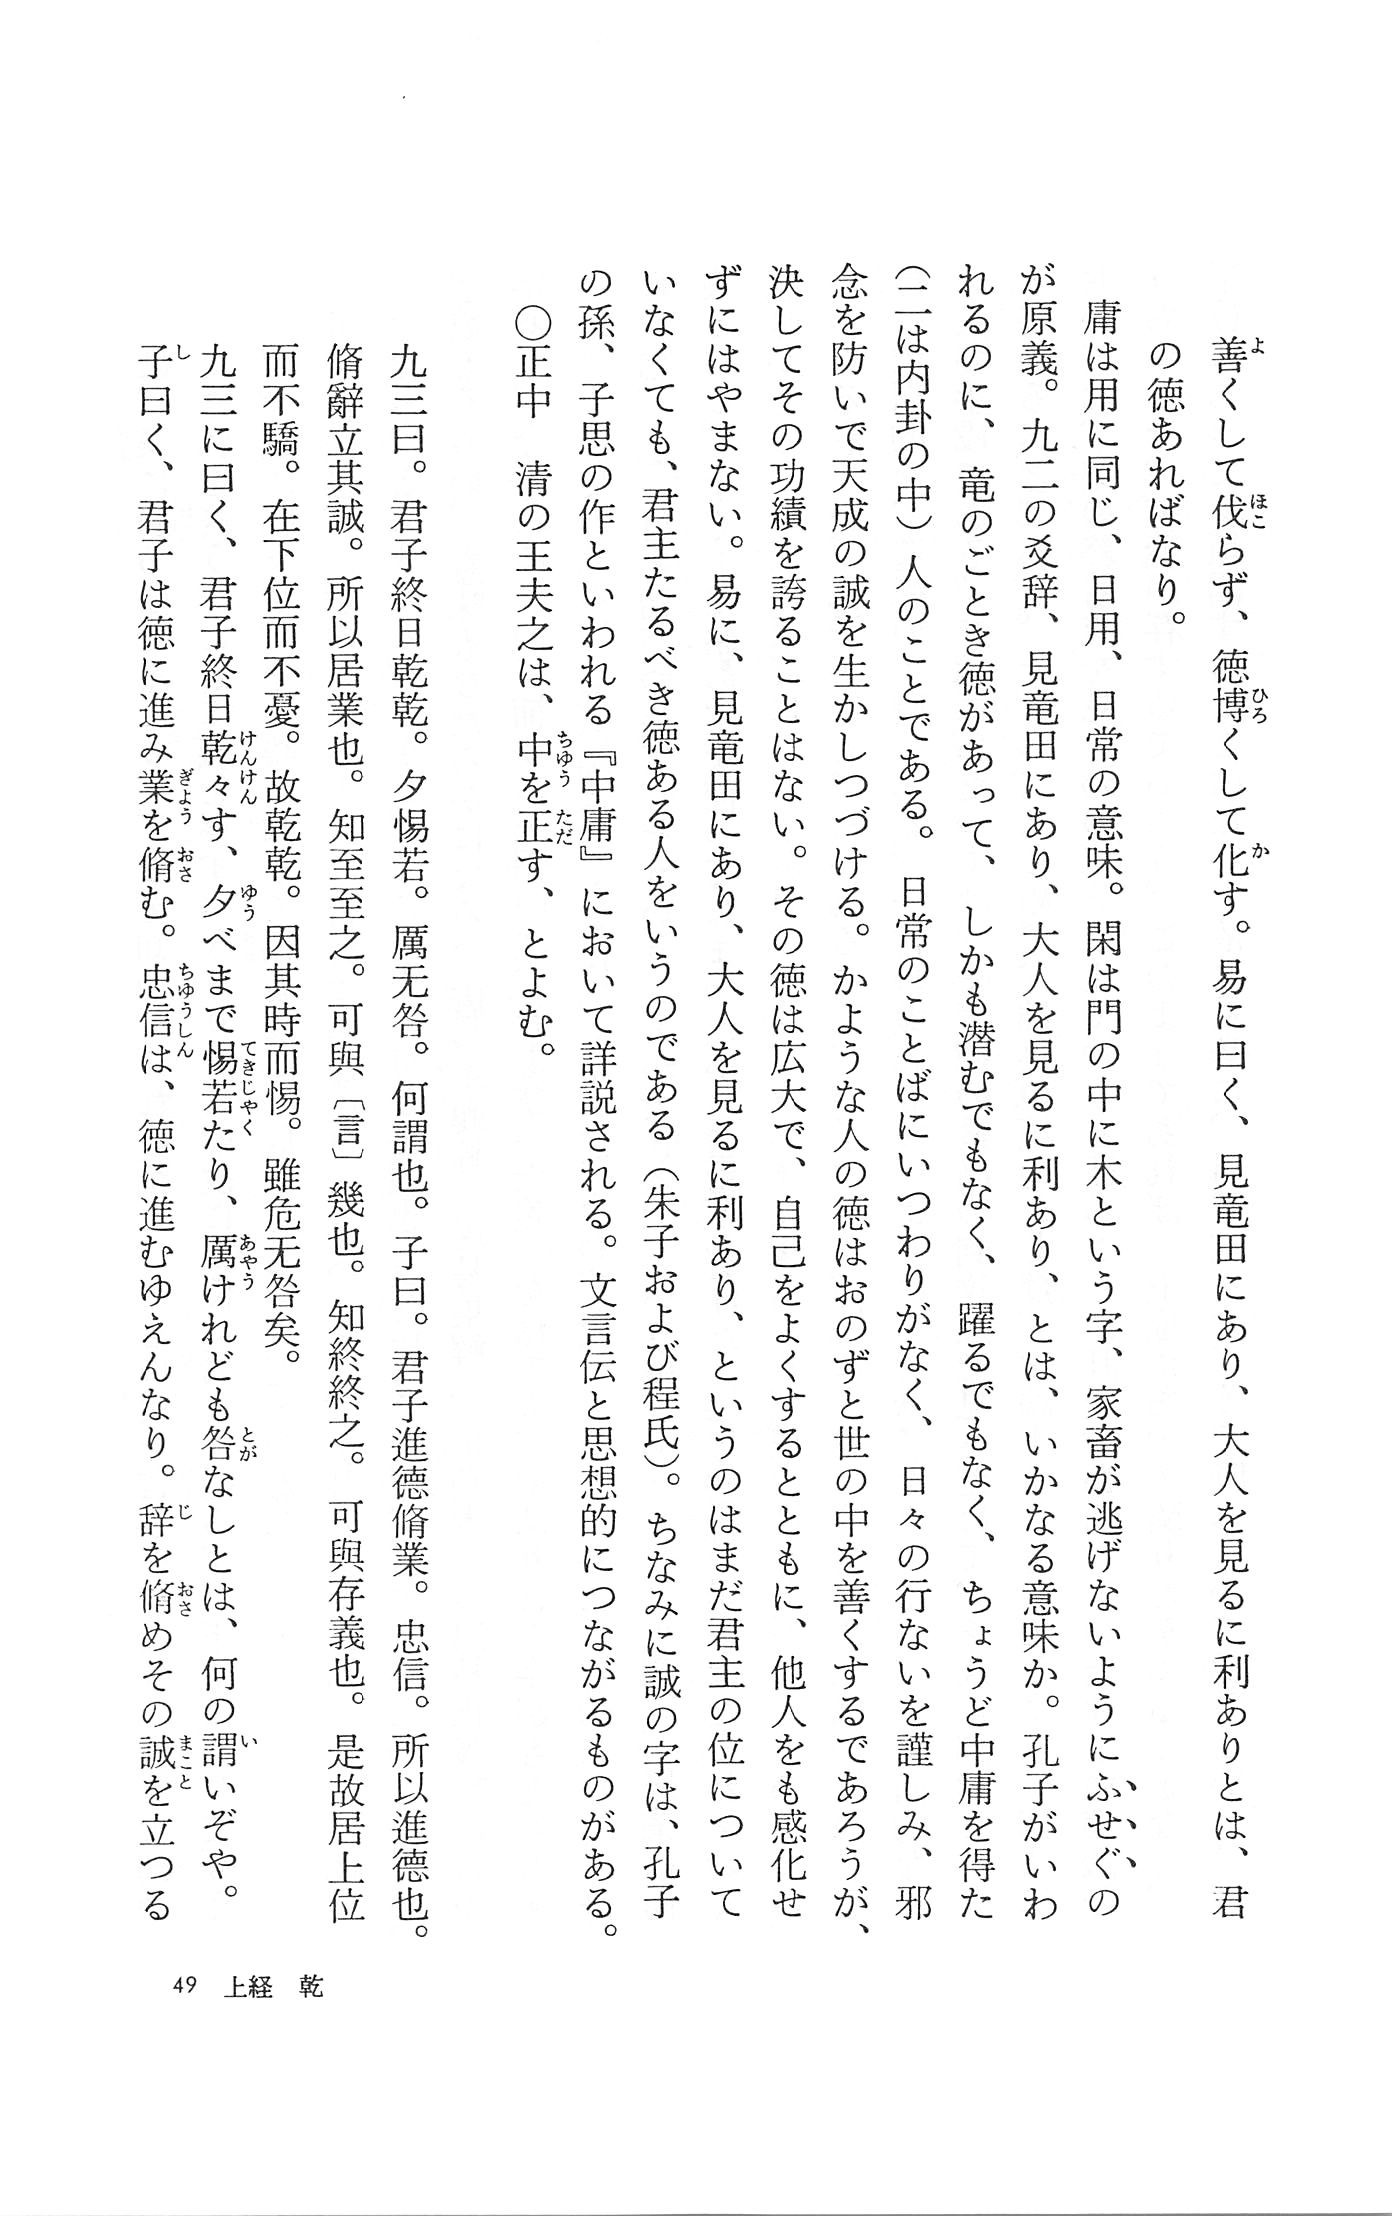 善くして伐らず、徳博くして化す。易に曰く、見竜田にあり、大人を見るに利ありとは、君
の徳あればなり。
庸は用に同じ、日用、日常の意味。閑は門の中に木という字、家畜が逃げないようにふせぐの
が原義。九二の爻辞、見竜田にあり、大人を見るに利あり、とは、いかなる意味か。孔子がいわ
れるのに、竜のごとき徳があって、しかも潜むでもなく、躍るでもなく、ちょうど中庸を得た
（二は内卦の中）人のことである。日常のことばにいつわりがなく、日々の行ないを謹しみ、邪
念を防いで天成の誠を生かしつづける。かような人の徳はおのずと世の中を善くするであろうが、
決してその功績を誇ることはない。その徳は広大で、自己をよくするとともに、他人をも感化せ
ずにはやまない。易に、見竜田にあり、大人を見るに利あり、というのはまだ君主の位について
いなくても、君主たるべき徳ある人をいうのである（朱子および程氏）。ちなみに誠の字は、孔子
の孫、子思の作といわれる『中庸』において詳説される。文言伝と思想的につながるものがある。
〇正中　清の王夫之は、中を正す、とよむ。
九三曰。君子終日乾乾。夕惕若。厲无咎。何謂也。子曰。君子進德脩業。忠信。所以進德也。
脩辭立其誠。所以居業也。知至至之。可與〔言〕幾也。知終終之。可與存義也。是故居上位
而不驕。在下位而不憂。故乾乾。因其時而惕。雖危无咎矣。
九三に曰く、君子終日乾々す、夕べまで惕若たり、厲けれども咎なしとは、何の謂いぞや。
子曰く、君子は徳に進み業を脩む。忠信は、徳に進むゆえんなり。辞を脩めその誠を立つる
49　上経　乾